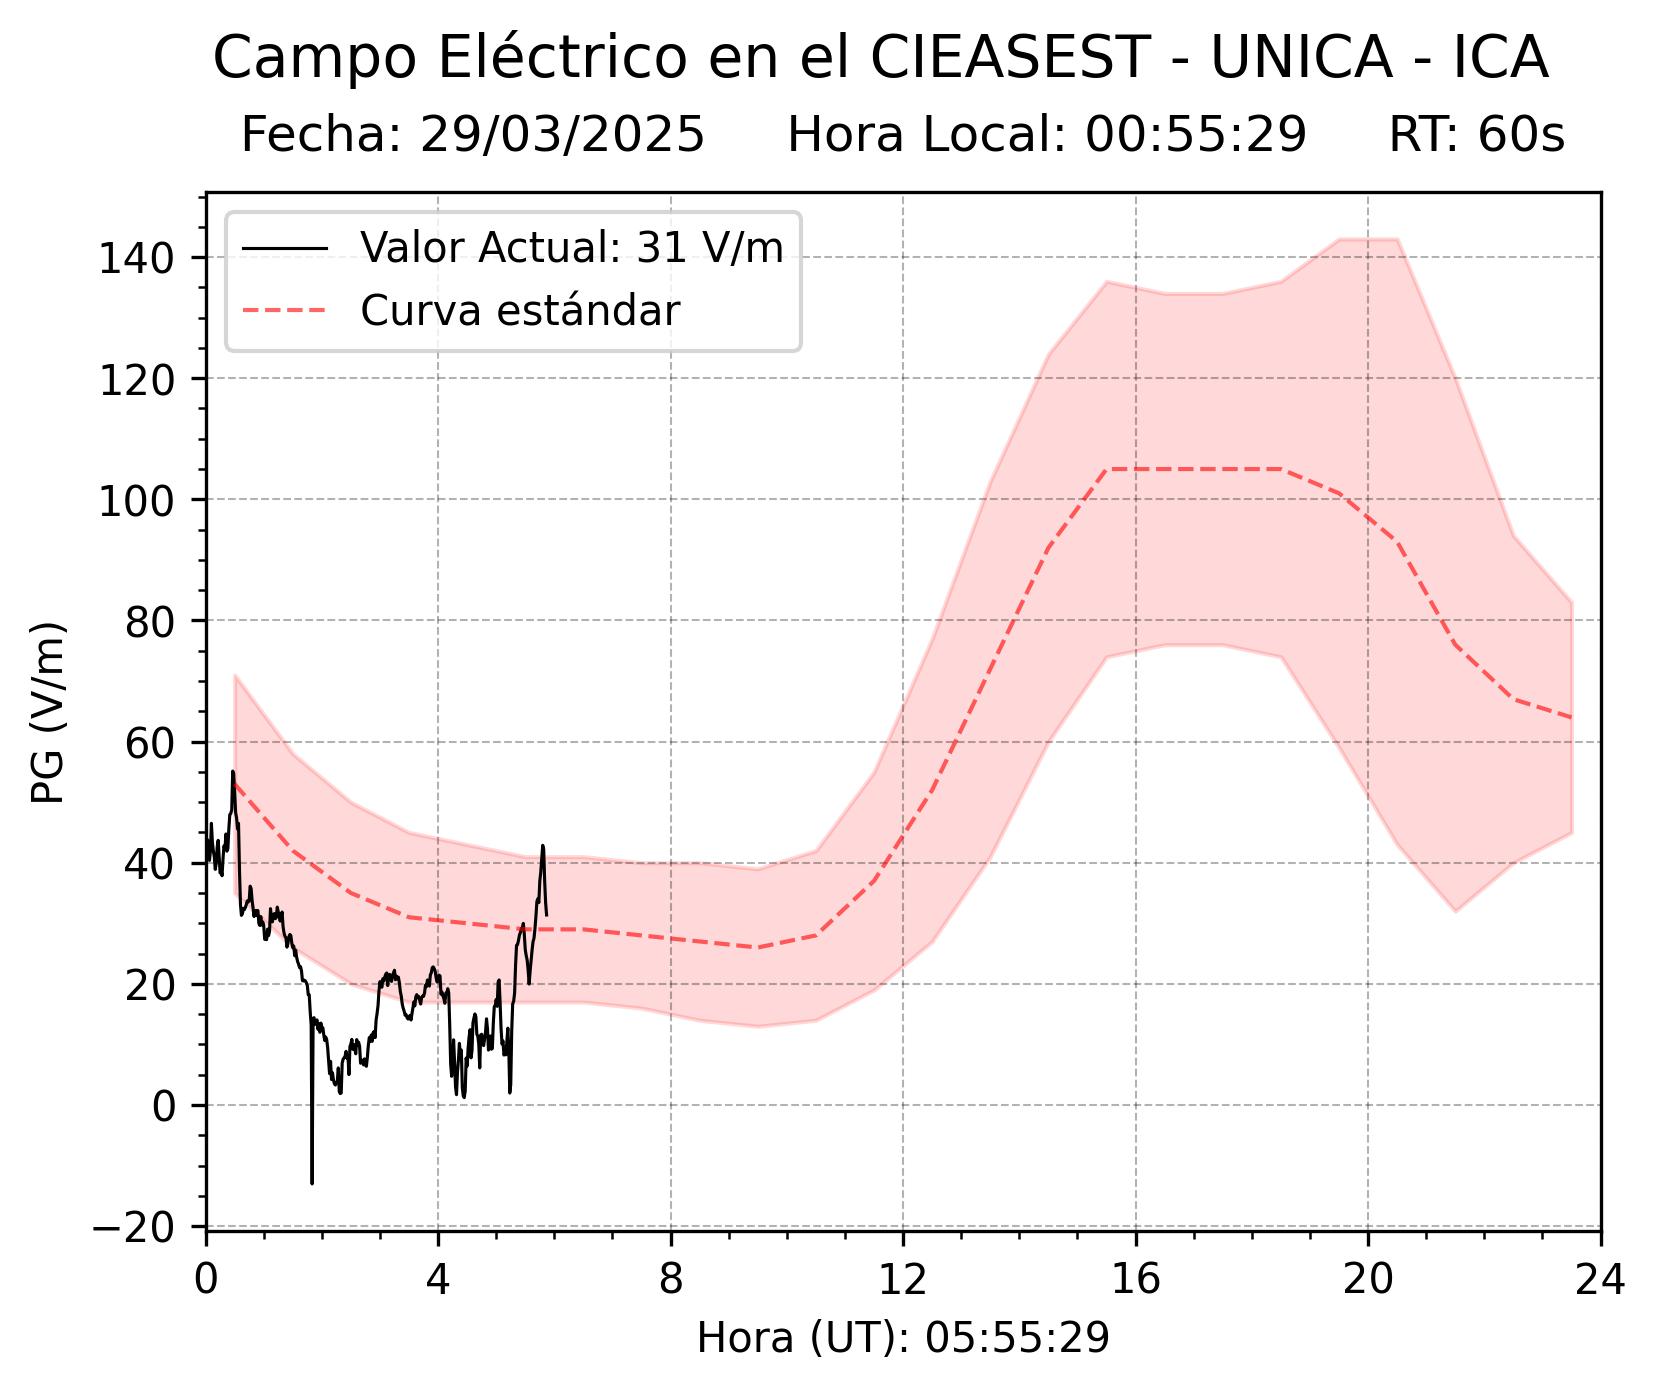 Campo Eléctrico en el CIEASEST - UNICA - ICA
Fecha: 29/03/2025 Hora Local: 00:55:29 RT: 60s
Valor Actual: 31 V/m
Curva estándar
PG (V/m)
140
120
100
80
60
40
20
0
−20
0 4 8 12 16 20 24
Hora (UT): 05:55:29